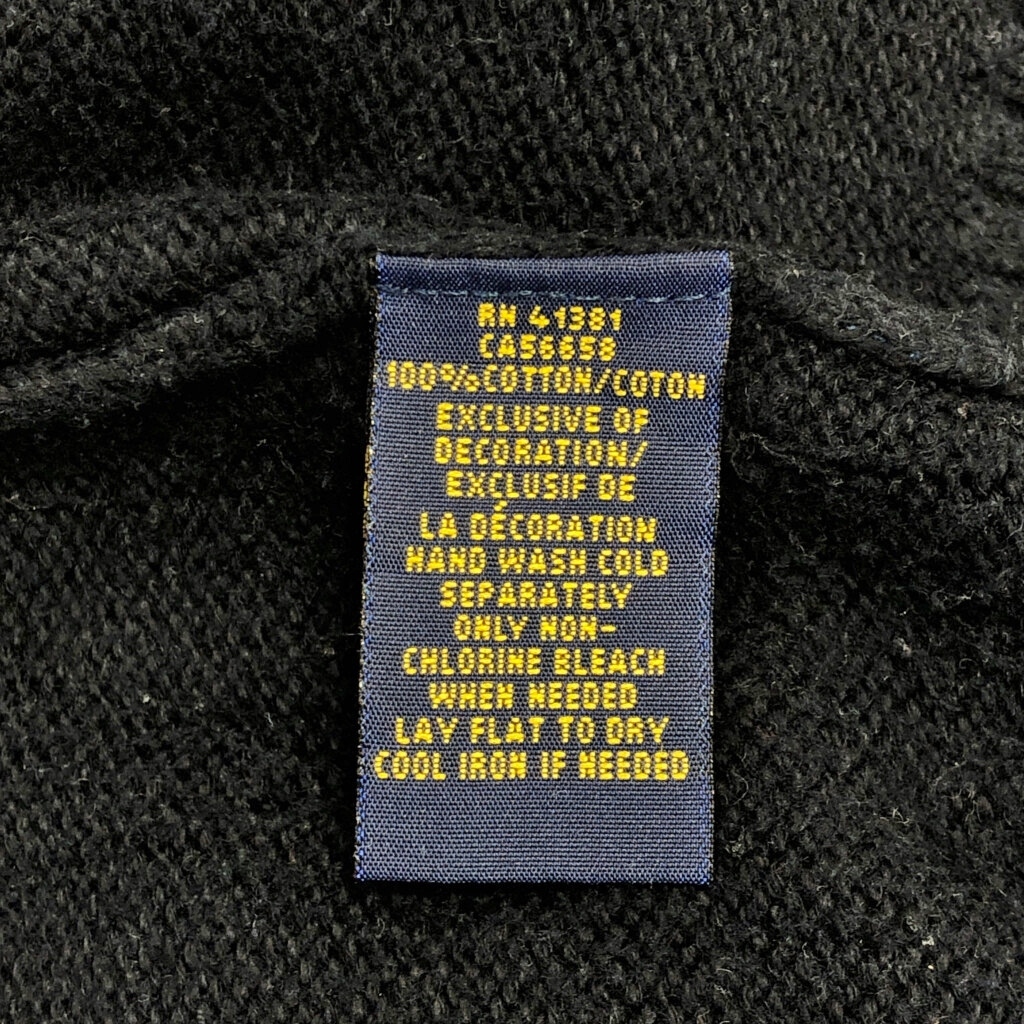 RN 41381
CA56658
100%COTTON/COTON
EXCLUSIVE OF
DECORATION/
EXCLUSIF DE
LA DÉCORATION
HAND WASH COLD
SEPARATELY
ONLY NON-
CHLORINE BLEACH
WHEN NEEDED
LAY FLAT TO DRY
COOL IRON IF NEEDED